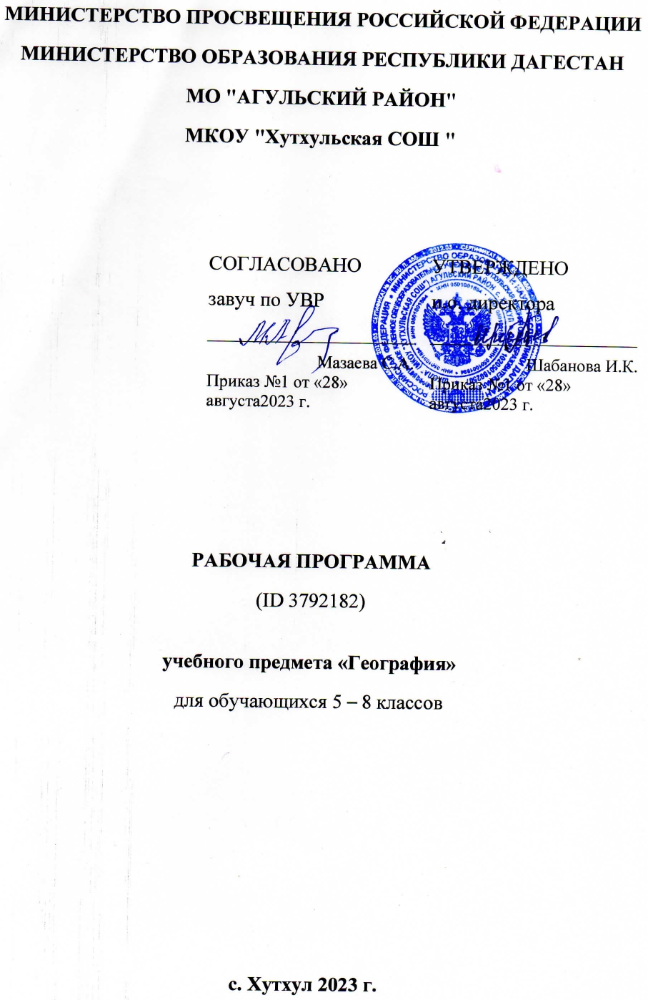 МИНИСТЕРСТВО ПРОСВЕЩЕНИЯ РОССИЙСКОЙ ФЕДЕРАЦИИ
МИНИСТЕРСТВО ОБРАЗОВАНИЯ РЕСПУБЛИКИ ДАГЕСТАН
МО "АГУЛЬСКИЙ РАЙОН"
МКОУ "Хутхульская СОШ "
СОГЛАСОВАНО
завуч по УВР
Мазаева С.А.
Приказ №1 от «28»
августа2023 г.
УТВЕРЖДЕНО
и.о. директора
Шабанова И.К.
Приказ №1 от «28»
августа2023 г.
РАБОЧАЯ ПРОГРАММА
(ID 3792182)
учебного предмета «География»
для обучающихся 5 – 8 классов
с. Хутхул 2023 г.